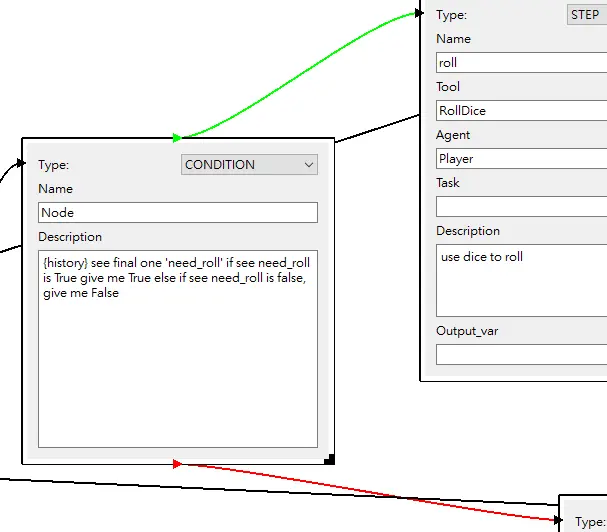 Type:
CONDITION
Name
Node
Description
{history} see final one 'need_roll' if see need_roll
is True give me True else if see need_roll is false,
give me False
Type:
STEP
Name
roll
Tool
RollDice
Agent
Player
Task
Description
use dice to roll
Output_var
Type: